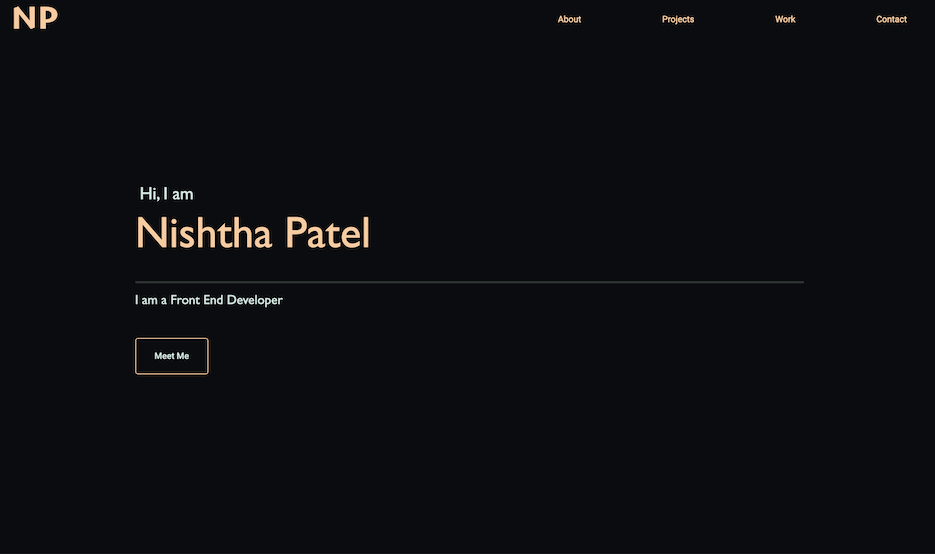 NP
About Projects Work Contact
Hi, I am
Nishtha Patel
I am a Front End Developer
Meet Me